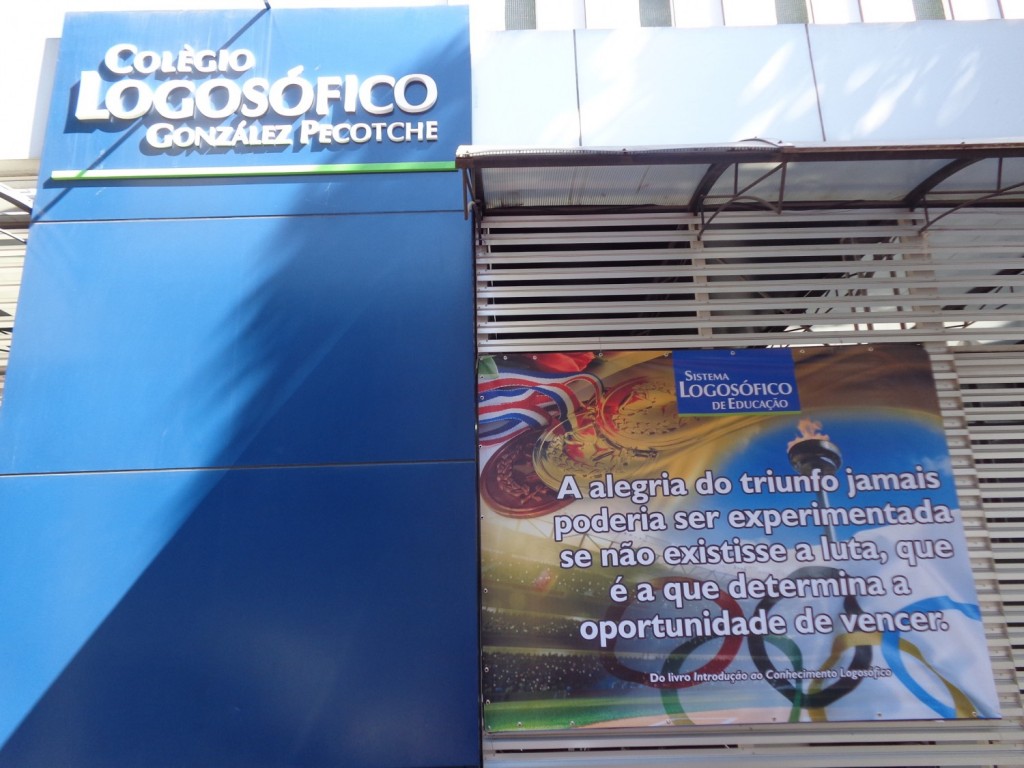 COLÈGIO
LOGOSÓFICO
GONZÁLEZ PECOTCHE
SISTEMA
LOGOSÓFICO
DE EDUCAÇÃO
A alegria do triunfo jamais
poderia ser experimentada
se não existisse a luta, que
é a que determina a
oportunidade de vencer.
Do livro Introdução ao Conhecimento Logosófico